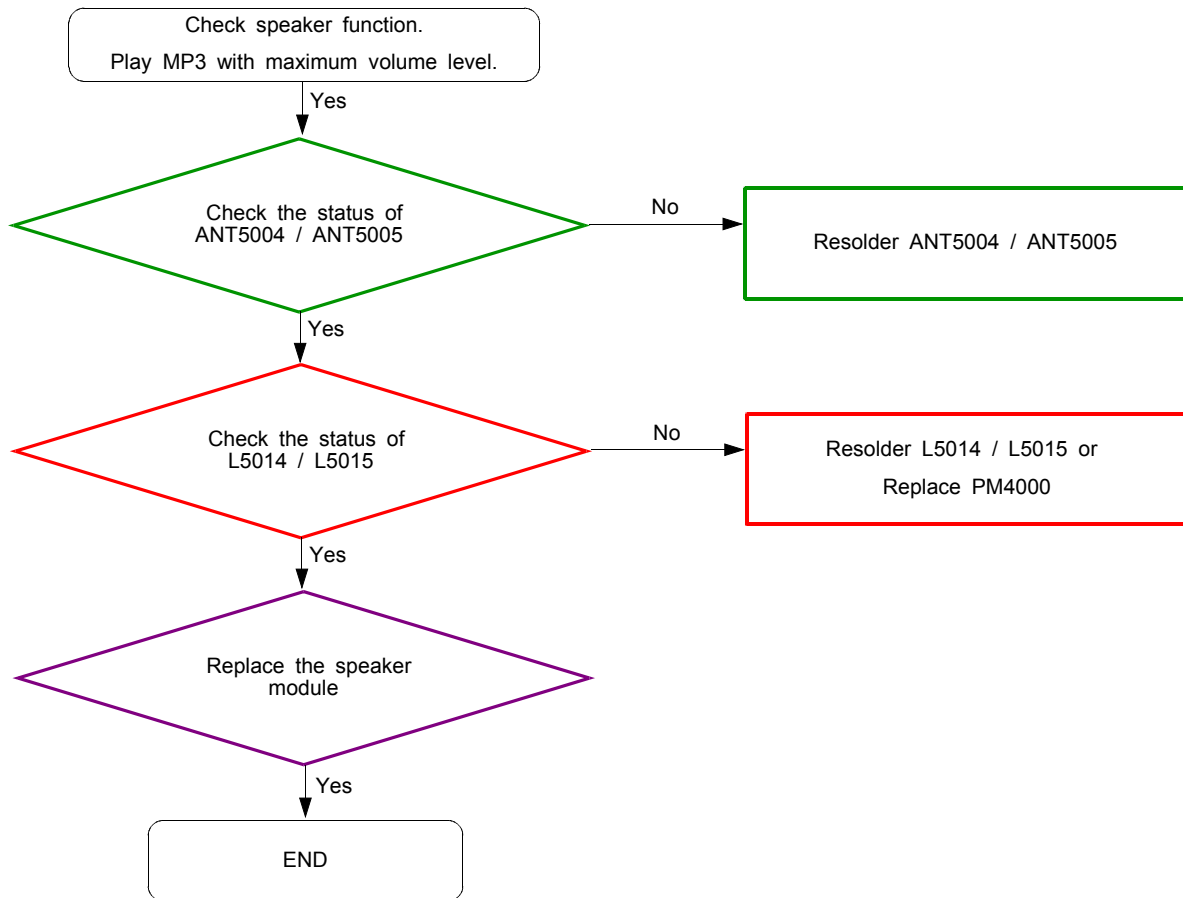 Check speaker function.
Play MP3 with maximum volume level.
Yes
Check the status of
ANT5004 / ANT5005
No
Resolder ANT5004 / ANT5005
Yes
Check the status of
L5014 / L5015
No
Resolder L5014 / L5015 or
Replace PM4000
Yes
Replace the speaker
module
Yes
END